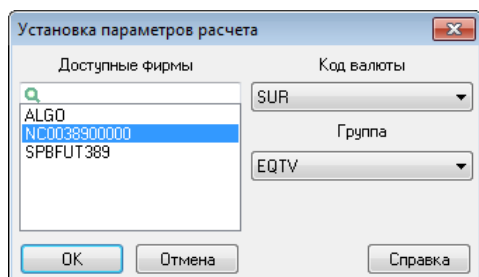 Установка параметров расчета
Доступные фирмы
Код валюты
ALGO
NC0038900000
SPBFUT389
SUR
Группа
EQTV
OK
Отмена
Справка